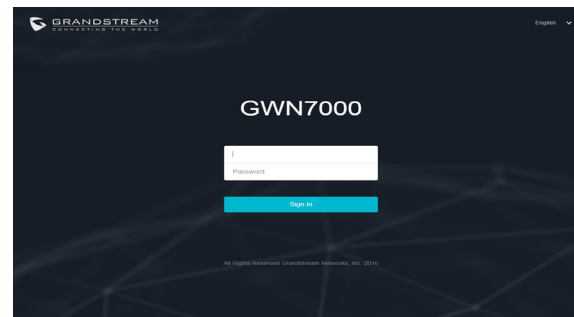 GRANDSTREAM
CONNECTING THE WORLD
English
GWN7000
Password
Sign In
All Rights Reserved Grandstream Networks, Inc. 2016.